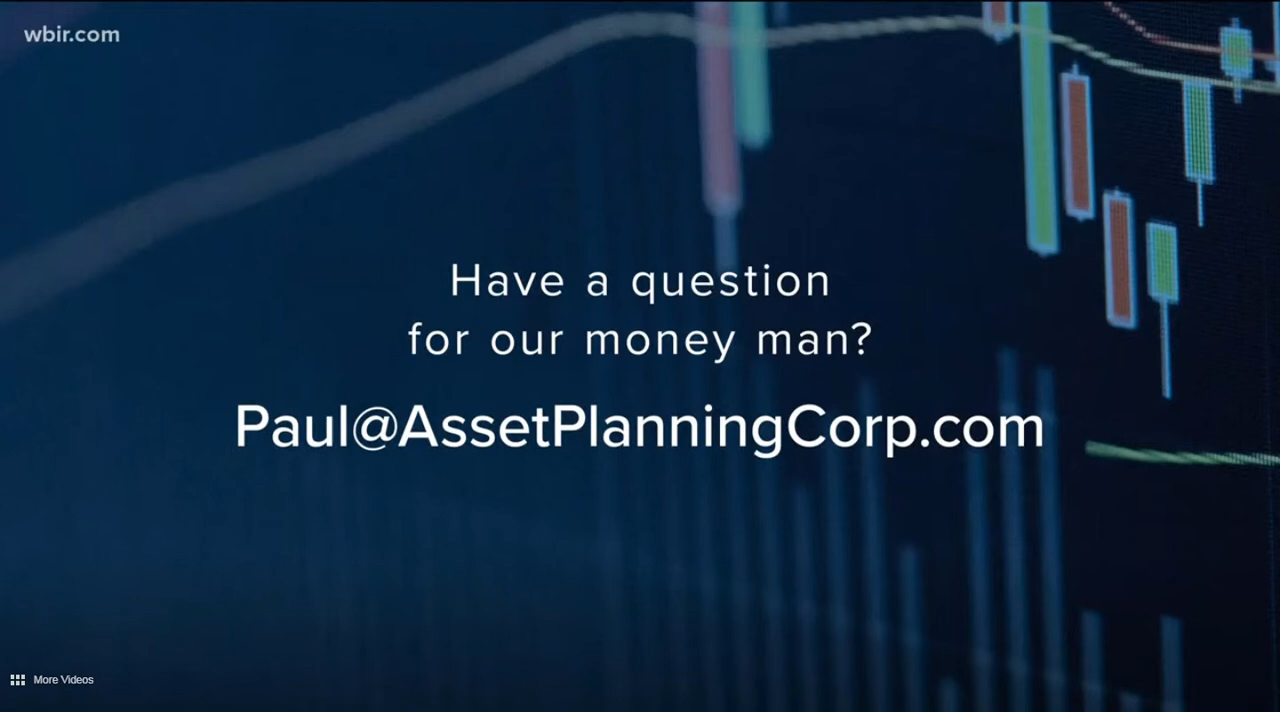 wbir.com
Have a question
for our money man?
Paul@AssetPlanningCorp.com
More Videos